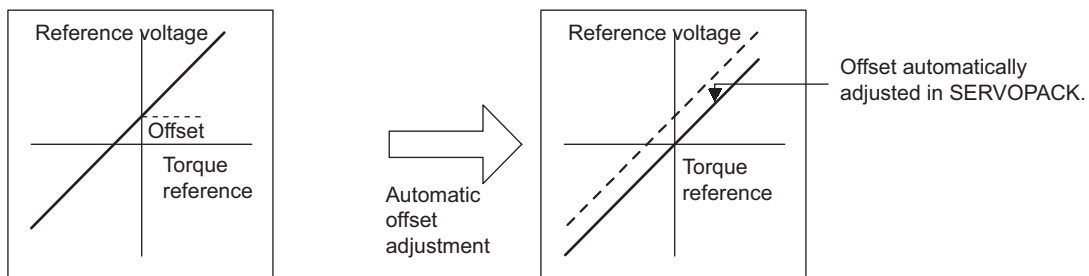 Reference voltage
Offset
Torque
reference
Automatic
offset
adjustment
Reference voltage
Torque
reference
Offset automatically
adjusted in SERVOPACK.